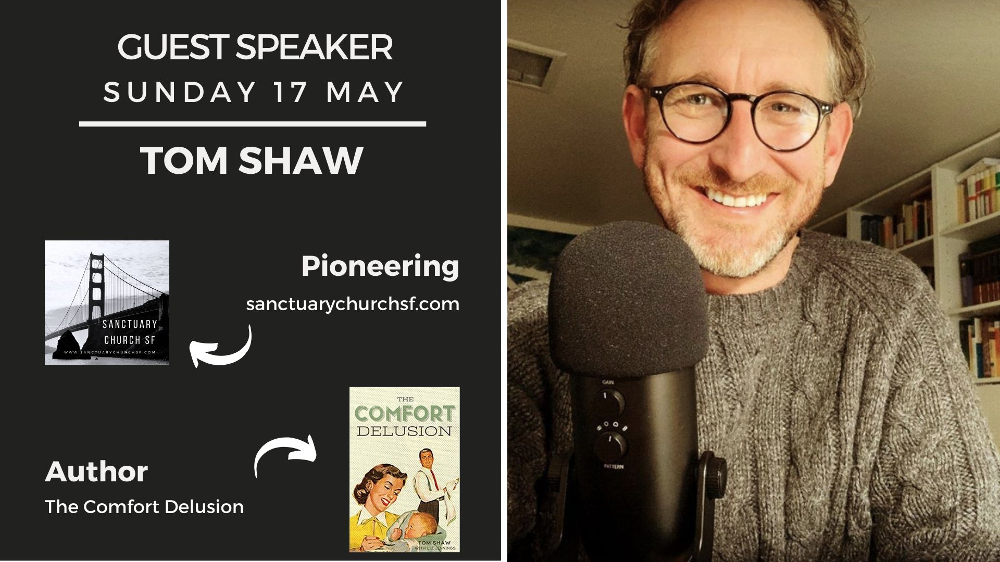 GUEST SPEAKER
SUNDAY 17 MAY
TOM SHAW
Pioneering
sanctuarychurchsf.com
SANCTUARY
CHURCH SF
WWW.SANCTUARYCHURCHSF.COM
THE
COMFORT
DELUSION
TOM SHAW
WITH LIZ JENNINGS
Author
The Comfort Delusion
GAIN
PATTERN